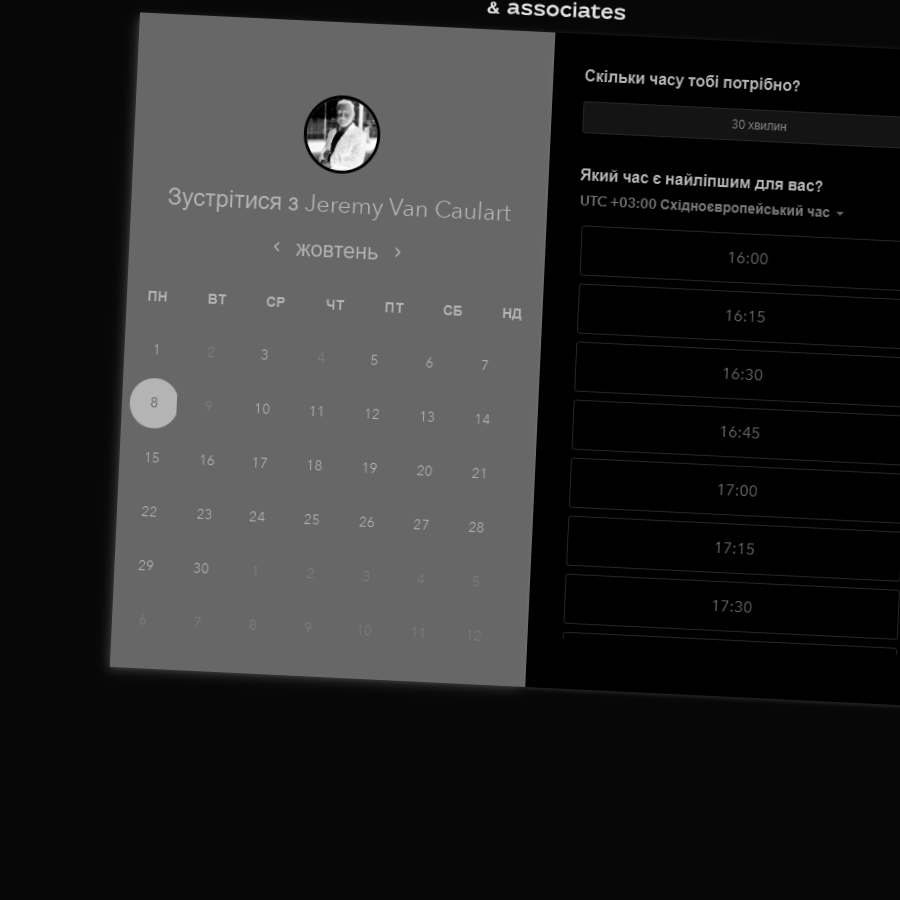 & associates
Зустрітися з Jeremy Van Caulart
жовтень
ПН ВТ СР ЧТ ПТ СБ НД
1 2 3 4 5 6 7
8 9 10 11 12 13 14
15 16 17 18 19 20 21
22 23 24 25 26 27 28
29 30 1 2 3 4 5
6 7 8 9 10 11 12
Скільки часу тобі потрібно?
30 хвилин
Який час є найліпшим для вас?
UTC +03:00 Східноєвропейський час
16:00
16:15
16:30
16:45
17:00
17:15
17:30